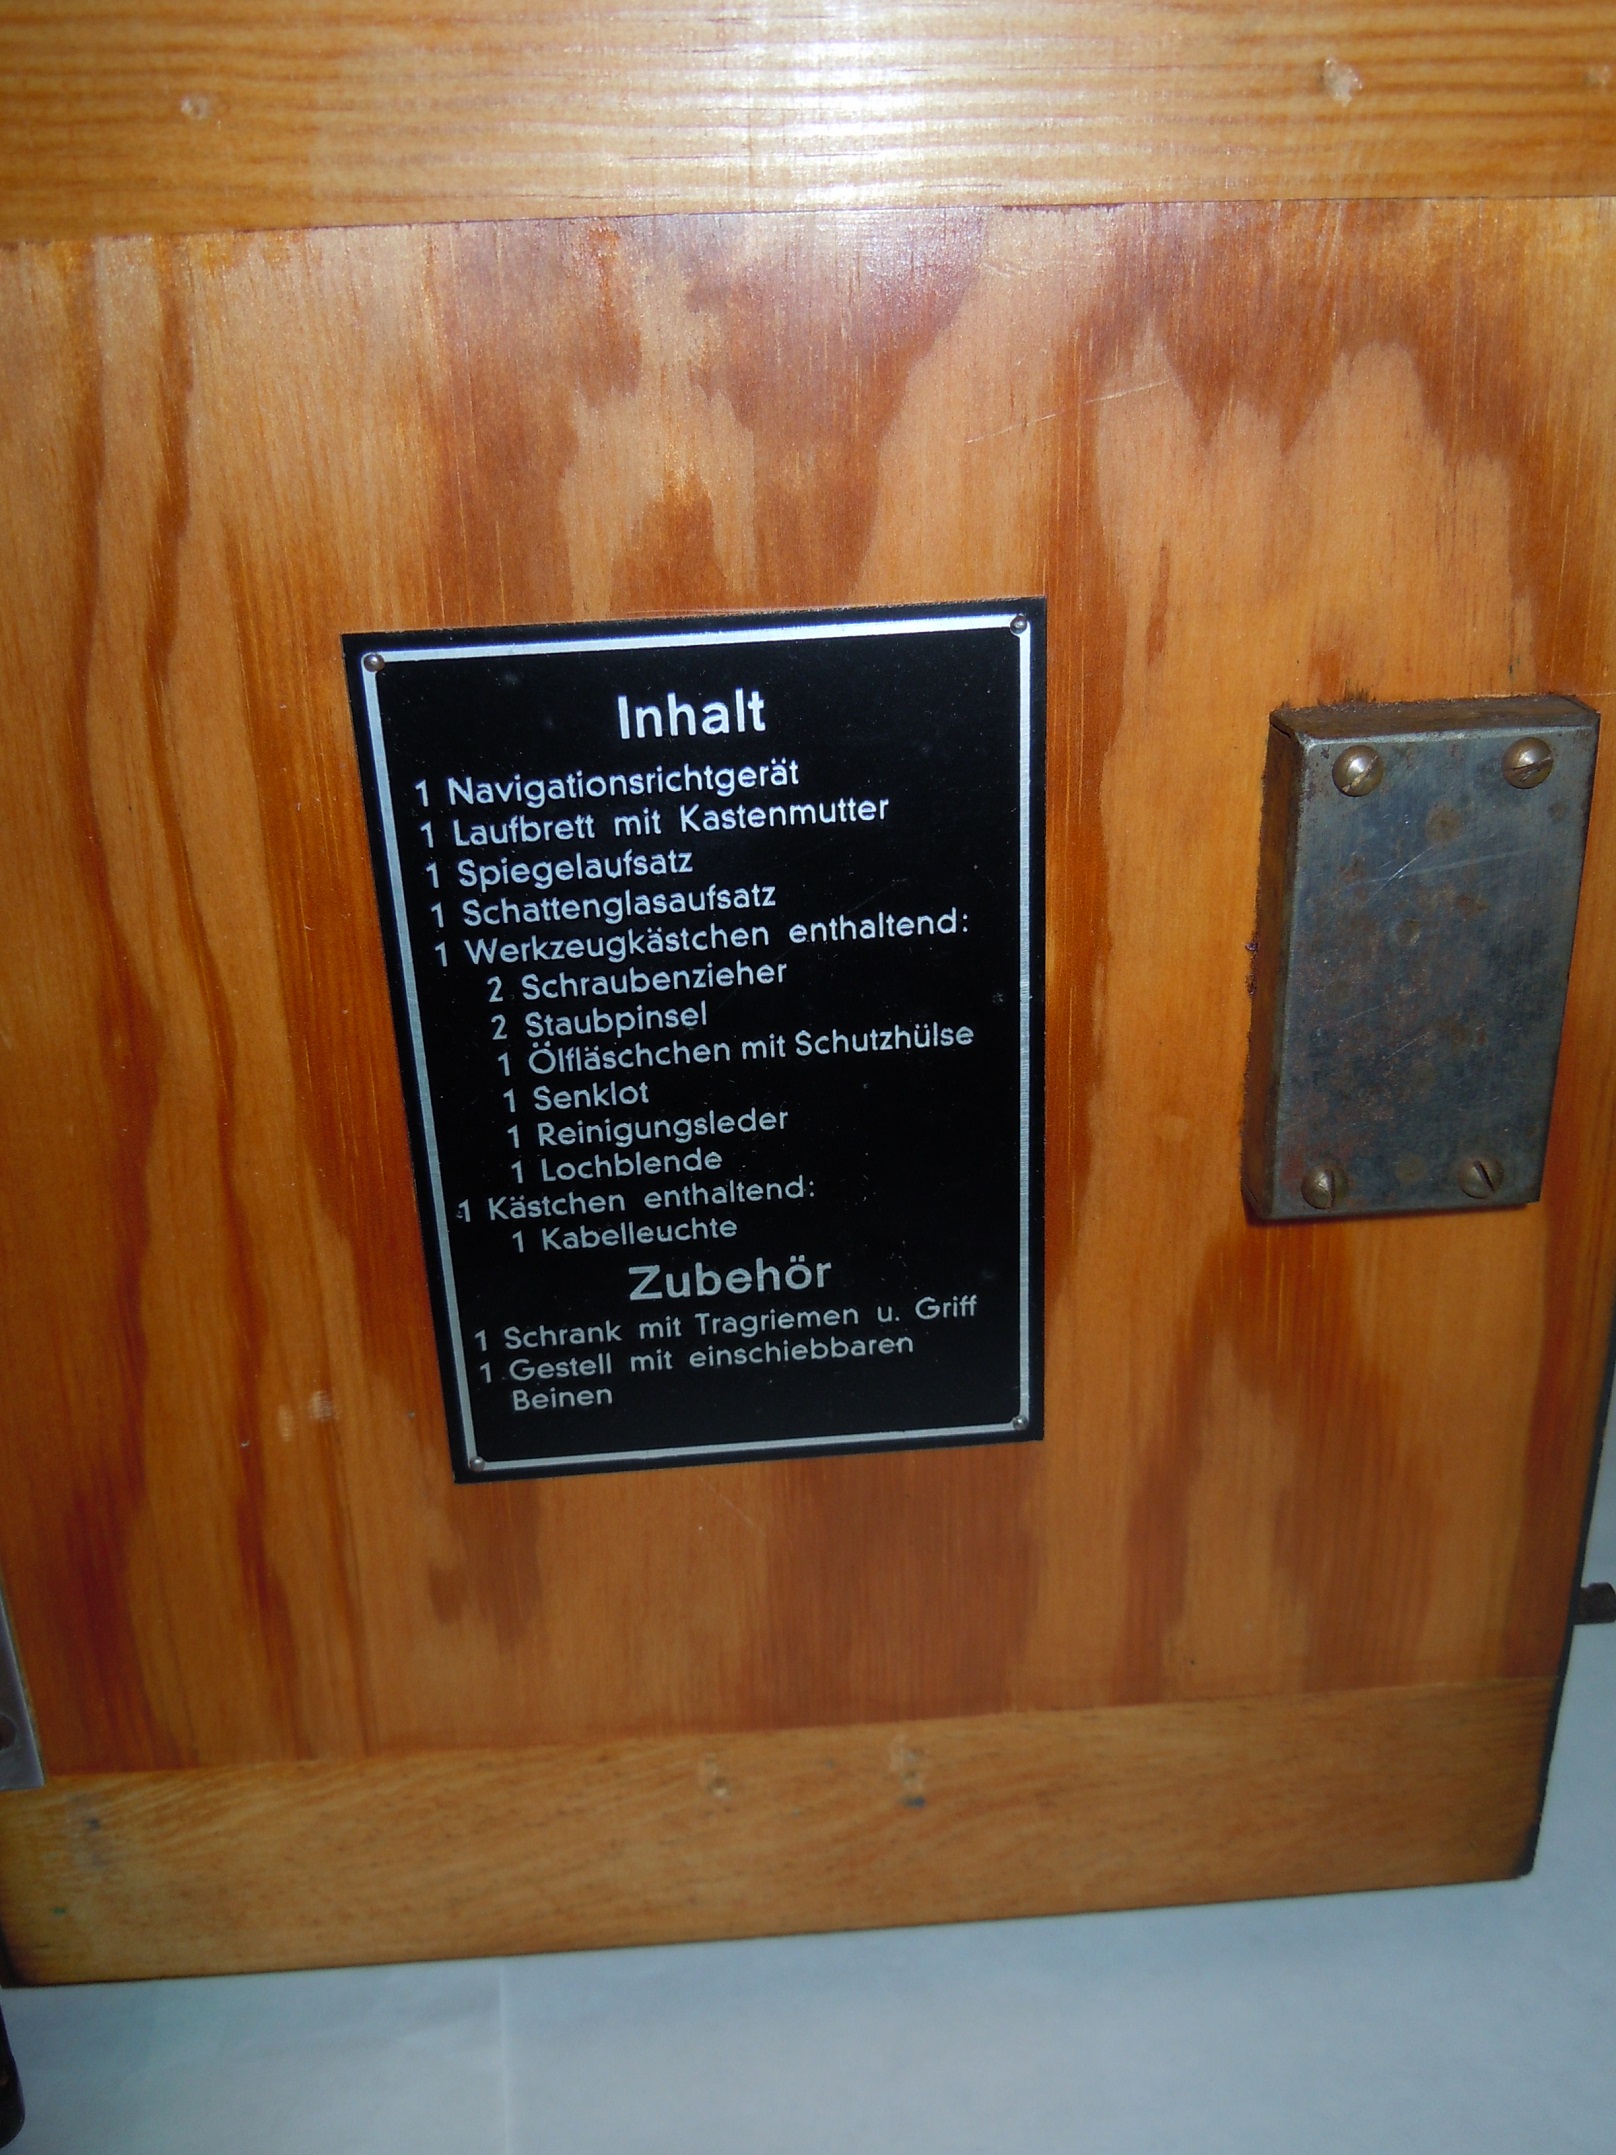 Inhalt
1 Navigationsrichtgerät
1 Laufbrett mit Kastenmutter
1 Spiegelaufsatz
1 Schattenglasaufsatz
1 Werkzeugkästchen enthaltend:
2 Schraubenzieher
2 Staubpinsel
1 Ölfläschchen mit Schutzhülse
1 Senklot
1 Reinigungsleder
1 Lochblende
1 Kästchen enthaltend:
1 Kabelleuchte
Zubehör
1 Schrank mit Tragriemen u. Griff
1 Gestell mit einschiebbaren
Beinen